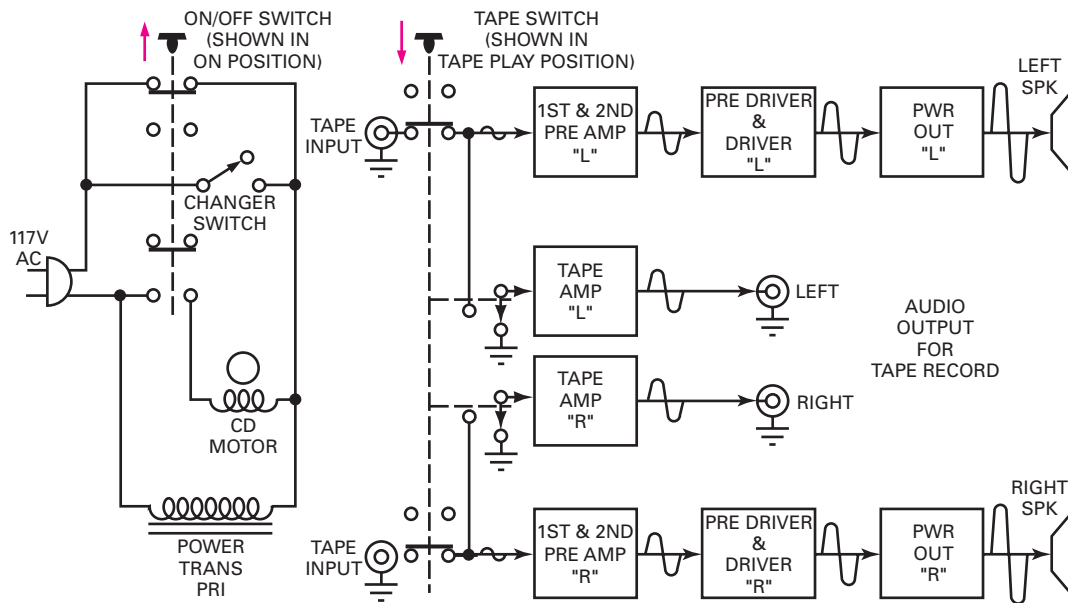 ON/OFF SWITCH
(SHOWN IN
ON POSITION)
TAPE SWITCH
(SHOWN IN
TAPE PLAY POSITION)
LEFT
SPK
TAPE
INPUT
1ST & 2ND
PRE AMP
"L"
PRE DRIVER
&
DRIVER
"L"
PWR
OUT
"L"
CHANGER
SWITCH
117V
AC
TAPE
AMP
"L"
LEFT
AUDIO
OUTPUT
FOR
TAPE RECORD
TAPE
AMP
"R"
RIGHT
CD
MOTOR
RIGHT
SPK
POWER
TRANS
PRI
TAPE
INPUT
1ST & 2ND
PRE AMP
"R"
PRE DRIVER
&
DRIVER
"R"
PWR
OUT
"R"